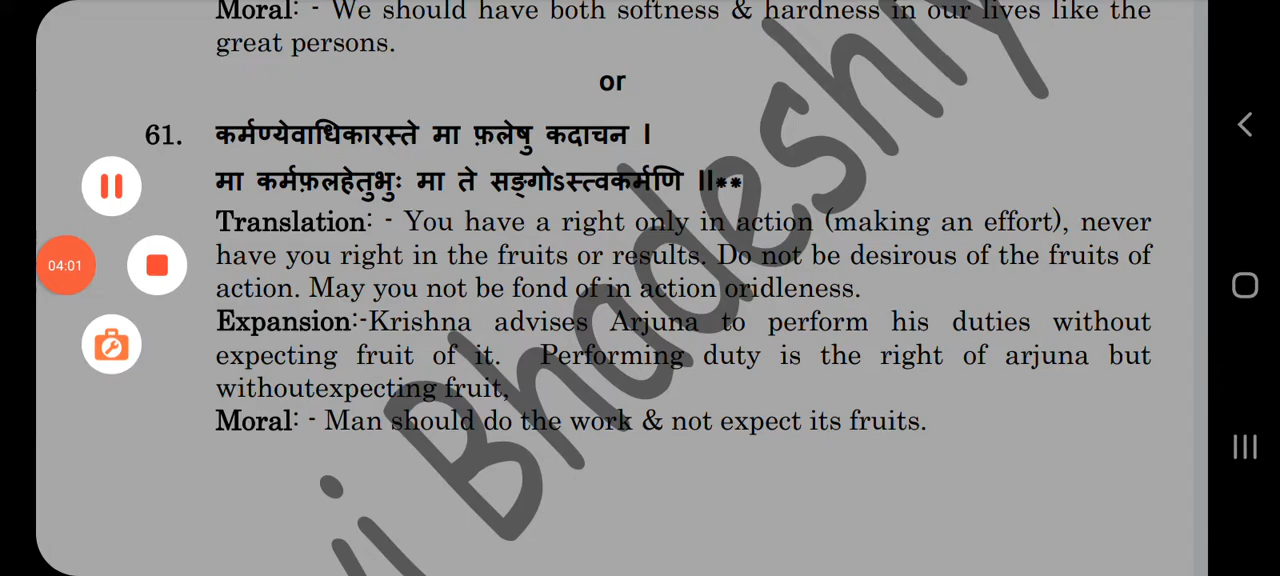 Moral: - We should have both softness & hardness in our lives like the
great persons.
or
61. कर्मण्येवाधिकारस्ते मा फ़लेषु कदाचन ।
मा कर्मफ़लहेतुभुः मा ते सङ्गोऽस्त्वकर्मणि ॥**
Translation: - You have a right only in action (making an effort), never
have you right in the fruits or results. Do not be desirous of the fruits of
action. May you not be fond of in action oridleness.
Expansion:-Krishna advises Arjuna to perform his duties without
expecting fruit of it. Performing duty is the right of arjuna but
withoutexpecting fruit,
Moral: - Man should do the work & not expect its fruits.
04:01
Bhadeshiy